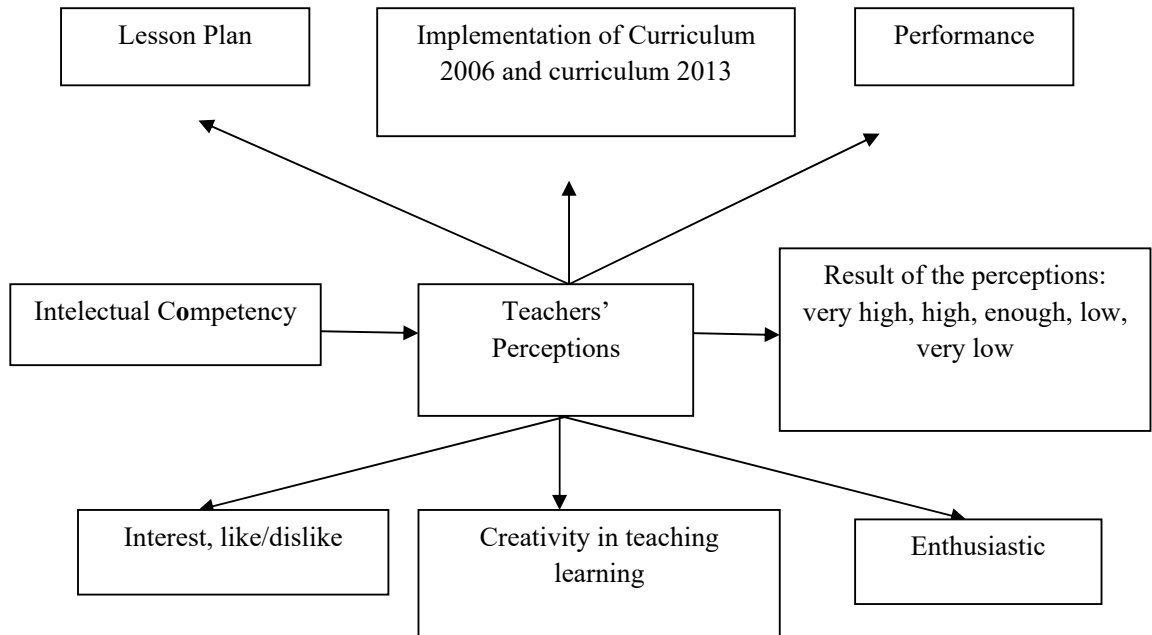 Lesson Plan
Implementation of Curriculum
2006 and curriculum 2013
Performance
Intelectual Competency
Teachers’
Perceptions
Result of the perceptions:
very high, high, enough, low,
very low
Interest, like/dislike
Creativity in teaching
learning
Enthusiastic